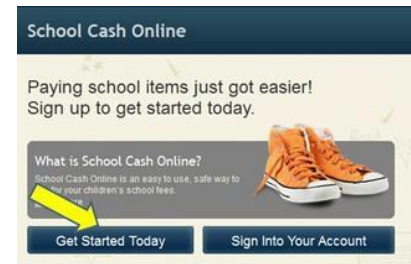 School Cash Online
Paying school items just got easier!
Sign up to get started today.
What is School Cash Online?
School Cash Online is an easy to use, safe way to
for your children's school fees.
Get Started Today
Sign Into Your Account